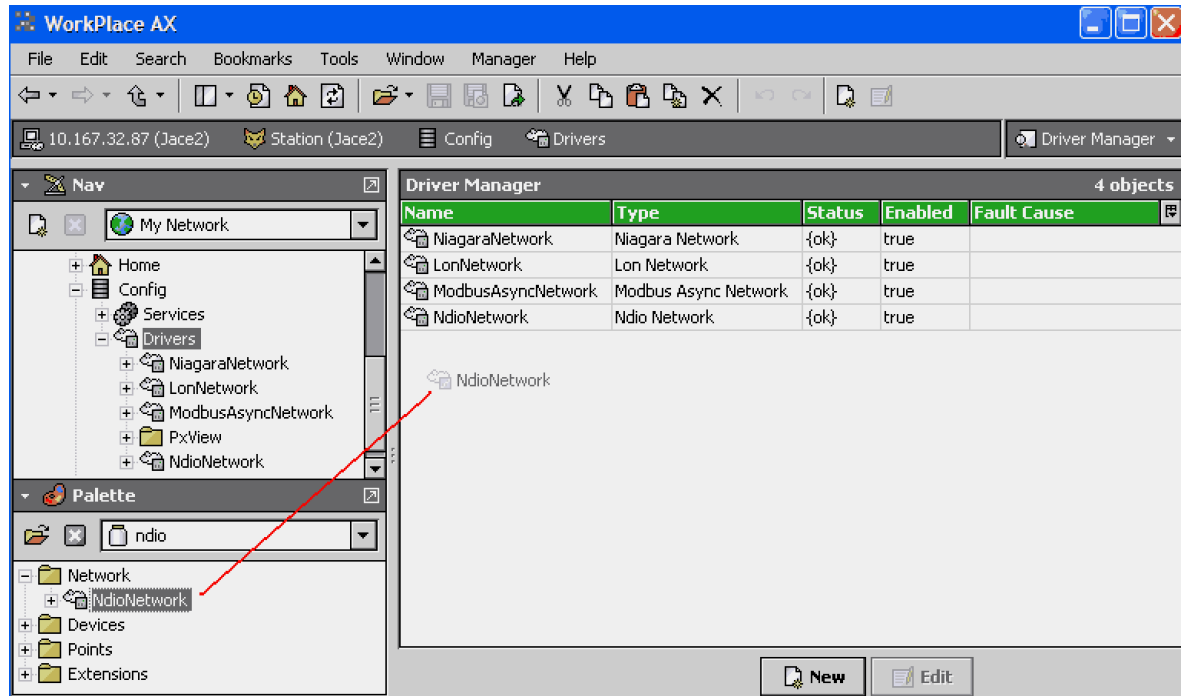 WorkPlace AX
File Edit Search Bookmarks Tools Window Manager Help
10.167.32.87 (Jace2) Station (Jace2) Config Drivers Driver Manager
Nav
My Network
Home
Config
Services
Drivers
NiagaraNetwork
LonNetwork
ModbusAsyncNetwork
PxView
NdioNetwork
Palette
ndio
Network
NdioNetwork
Devices
Points
Extensions
Driver Manager 4 objects
Name Type Status Enabled Fault Cause
NiagaraNetwork Niagara Network {ok} true
LonNetwork Lon Network {ok} true
ModbusAsyncNetwork Modbus Async Network {ok} true
NdioNetwork Ndio Network {ok} true
NdioNetwork
New Edit